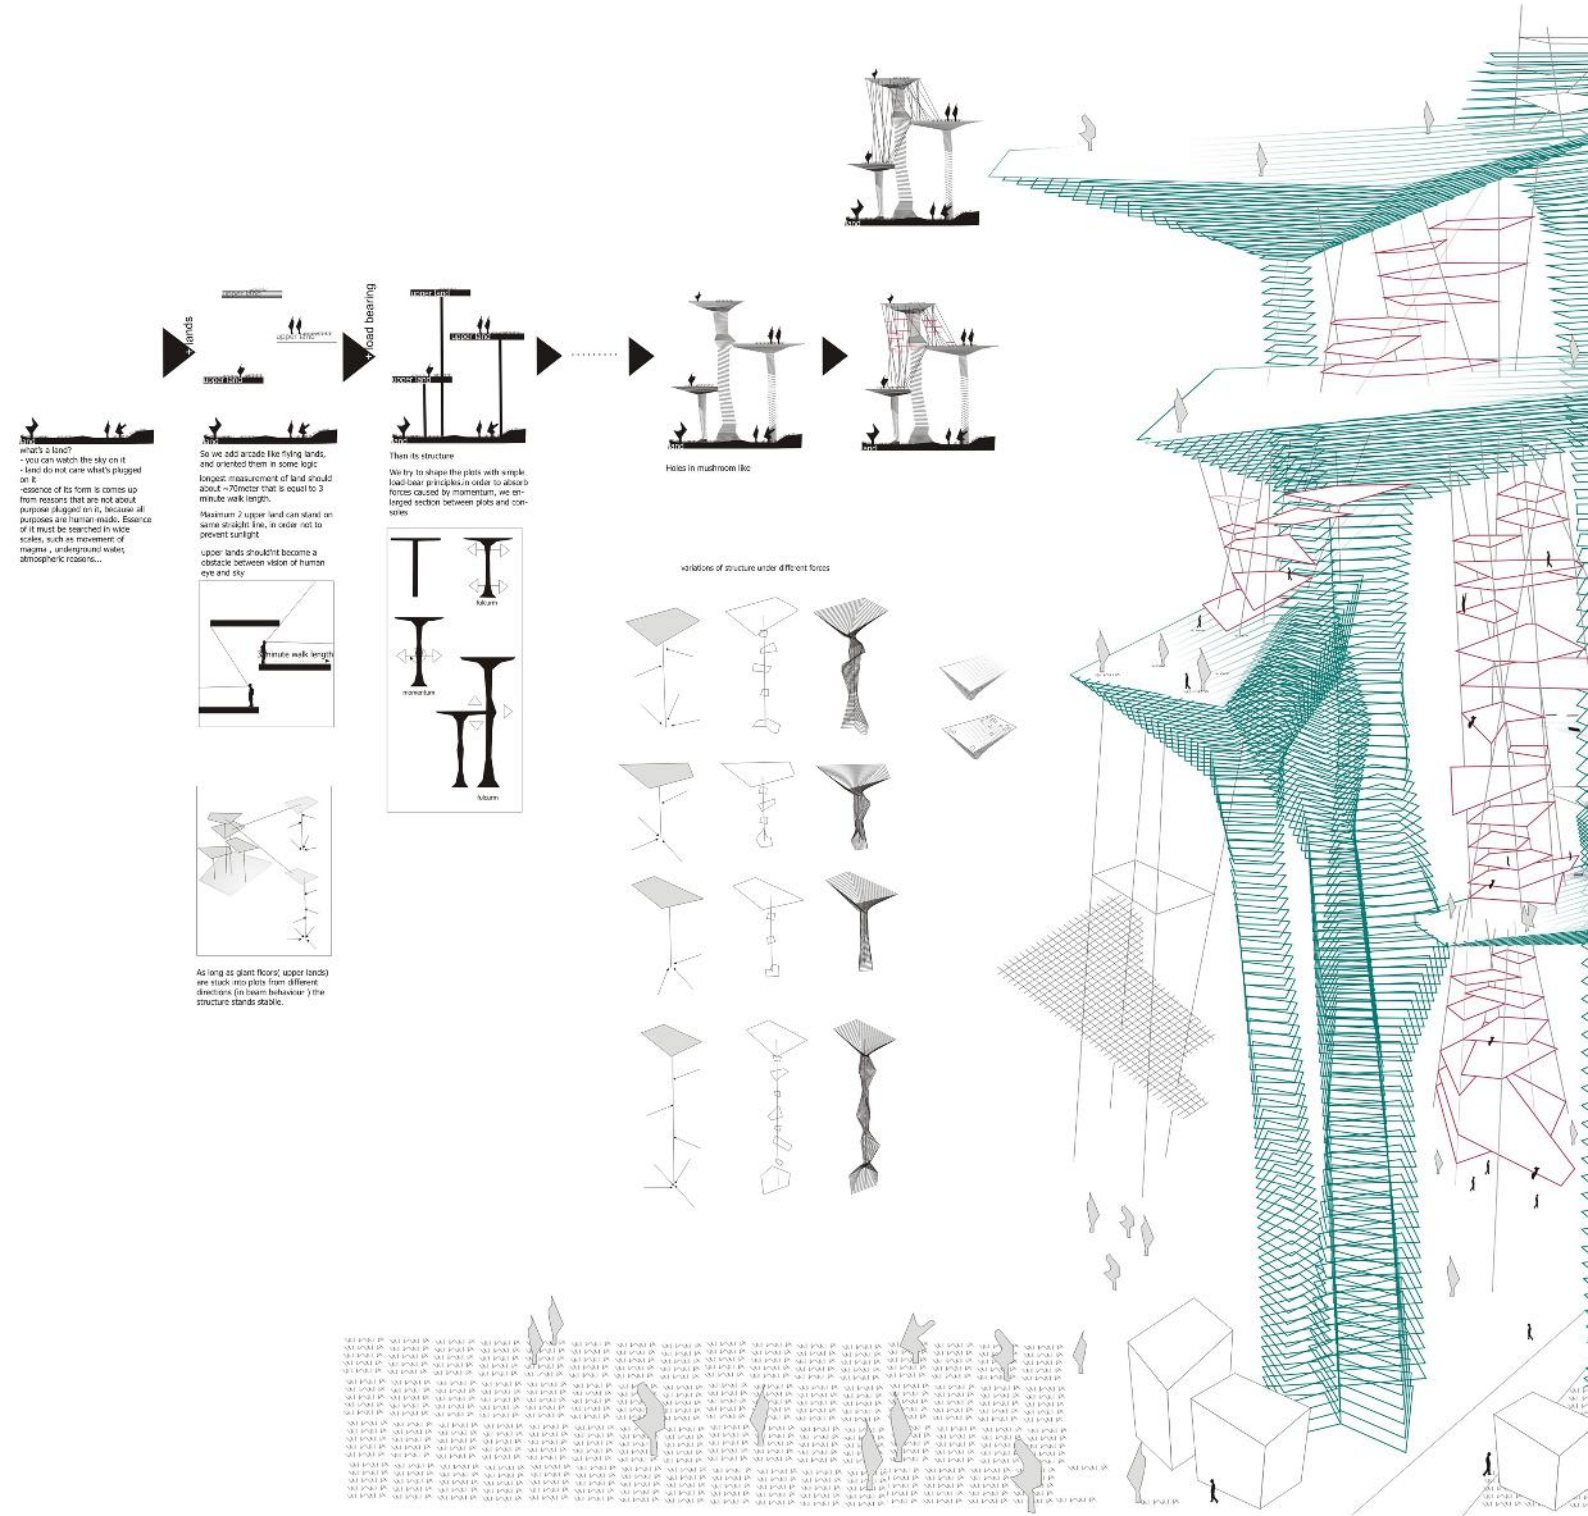 +lands
+load bearing
upper land
upper land
upper land
upper land
upper land
upper land
land
land
land
land
land
land
what's a land?
- you can watch the sky on it
- land do not care what's plugged
on it
-essence of its form is comes up
from reasons that are not about
purpose plugged on it, because all
purposes are human-made. Essence
of it must be searched in wide
scales, such as movement of
magma , underground water,
atmospheric reasons...
So we add arcade like flying lands,
and oriented them in some logic
longest measurement of land should
about ~70meter that is equal to 3
minute walk length.
Maximum 2 upper land can stand on
same straight line, in order not to
prevent sunlight
upper lands should'nt become a
obstacle between vision of human
eye and sky
minute walk length
As long as giant floors( upper lands)
are stuck into plots from different
directions (in beam behaviour ) the
structure stands stabile.
Than its structure
We try to shape the plots with simple
load-bear principles.in order to absorb
forces caused by momentum, we en-
larged section between plots and con-
soles
fulcurm
momentum
fulcurm
Holes in mushroom like
variations of structure under different forces